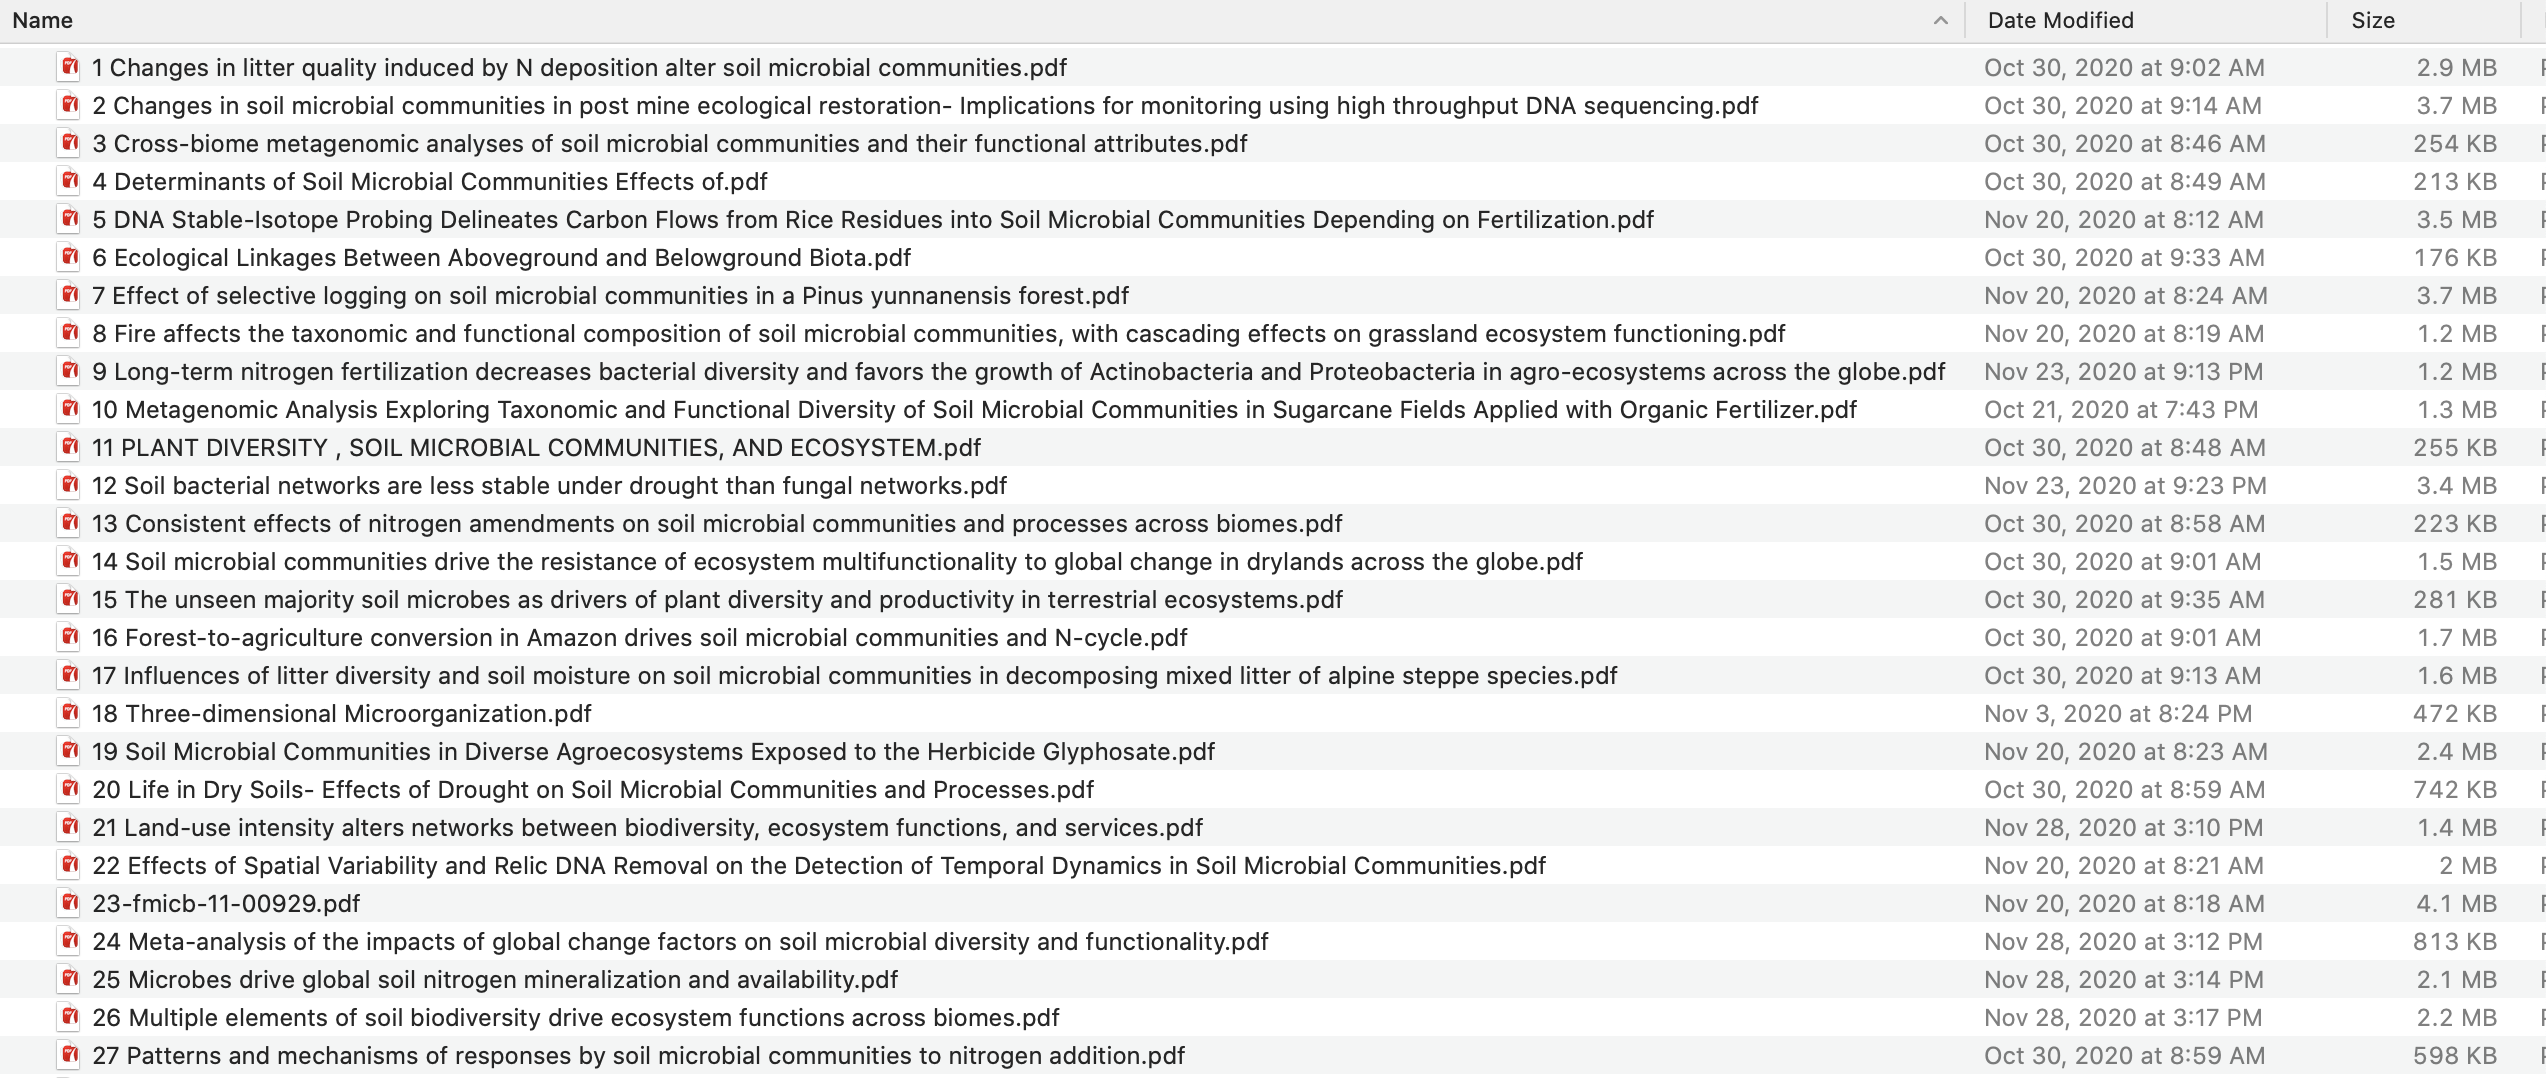 Name Date Modified Size
1 Changes in litter quality induced by N deposition alter soil microbial communities.pdf Oct 30, 2020 at 9:02 AM 2.9 MB
2 Changes in soil microbial communities in post mine ecological restoration- Implications for monitoring using high throughput DNA sequencing.pdf Oct 30, 2020 at 9:14 AM 3.7 MB
3 Cross-biome metagenomic analyses of soil microbial communities and their functional attributes.pdf Oct 30, 2020 at 8:46 AM 254 KB
4 Determinants of Soil Microbial Communities Effects of.pdf Oct 30, 2020 at 8:49 AM 213 KB
5 DNA Stable-Isotope Probing Delineates Carbon Flows from Rice Residues into Soil Microbial Communities Depending on Fertilization.pdf Nov 20, 2020 at 8:12 AM 3.5 MB
6 Ecological Linkages Between Aboveground and Belowground Biota.pdf Oct 30, 2020 at 9:33 AM 176 KB
7 Effect of selective logging on soil microbial communities in a Pinus yunnanensis forest.pdf Nov 20, 2020 at 8:24 AM 3.7 MB
8 Fire affects the taxonomic and functional composition of soil microbial communities, with cascading effects on grassland ecosystem functioning.pdf Nov 20, 2020 at 8:19 AM 1.2 MB
9 Long-term nitrogen fertilization decreases bacterial diversity and favors the growth of Actinobacteria and Proteobacteria in agro-ecosystems across the globe.pdf Nov 23, 2020 at 9:13 PM 1.2 MB
10 Metagenomic Analysis Exploring Taxonomic and Functional Diversity of Soil Microbial Communities in Sugarcane Fields Applied with Organic Fertilizer.pdf Oct 21, 2020 at 7:43 PM 1.3 MB
11 PLANT DIVERSITY , SOIL MICROBIAL COMMUNITIES, AND ECOSYSTEM.pdf Oct 30, 2020 at 8:48 AM 255 KB
12 Soil bacterial networks are less stable under drought than fungal networks.pdf Nov 23, 2020 at 9:23 PM 3.4 MB
13 Consistent effects of nitrogen amendments on soil microbial communities and processes across biomes.pdf Oct 30, 2020 at 8:58 AM 223 KB
14 Soil microbial communities drive the resistance of ecosystem multifunctionality to global change in drylands across the globe.pdf Oct 30, 2020 at 9:01 AM 1.5 MB
15 The unseen majority soil microbes as drivers of plant diversity and productivity in terrestrial ecosystems.pdf Oct 30, 2020 at 9:35 AM 281 KB
16 Forest-to-agriculture conversion in Amazon drives soil microbial communities and N-cycle.pdf Oct 30, 2020 at 9:01 AM 1.7 MB
17 Influences of litter diversity and soil moisture on soil microbial communities in decomposing mixed litter of alpine steppe species.pdf Oct 30, 2020 at 9:13 AM 1.6 MB
18 Three-dimensional Microorganization.pdf Nov 3, 2020 at 8:24 PM 472 KB
19 Soil Microbial Communities in Diverse Agroecosystems Exposed to the Herbicide Glyphosate.pdf Nov 20, 2020 at 8:23 AM 2.4 MB
20 Life in Dry Soils- Effects of Drought on Soil Microbial Communities and Processes.pdf Oct 30, 2020 at 8:59 AM 742 KB
21 Land-use intensity alters networks between biodiversity, ecosystem functions, and services.pdf Nov 28, 2020 at 3:10 PM 1.4 MB
22 Effects of Spatial Variability and Relic DNA Removal on the Detection of Temporal Dynamics in Soil Microbial Communities.pdf Nov 20, 2020 at 8:21 AM 2 MB
23-fmicb-11-00929.pdf Nov 20, 2020 at 8:18 AM 4.1 MB
24 Meta-analysis of the impacts of global change factors on soil microbial diversity and functionality.pdf Nov 28, 2020 at 3:12 PM 813 KB
25 Microbes drive global soil nitrogen mineralization and availability.pdf Nov 28, 2020 at 3:14 PM 2.1 MB
26 Multiple elements of soil biodiversity drive ecosystem functions across biomes.pdf Nov 28, 2020 at 3:17 PM 2.2 MB
27 Patterns and mechanisms of responses by soil microbial communities to nitrogen addition.pdf Oct 30, 2020 at 8:59 AM 598 KB